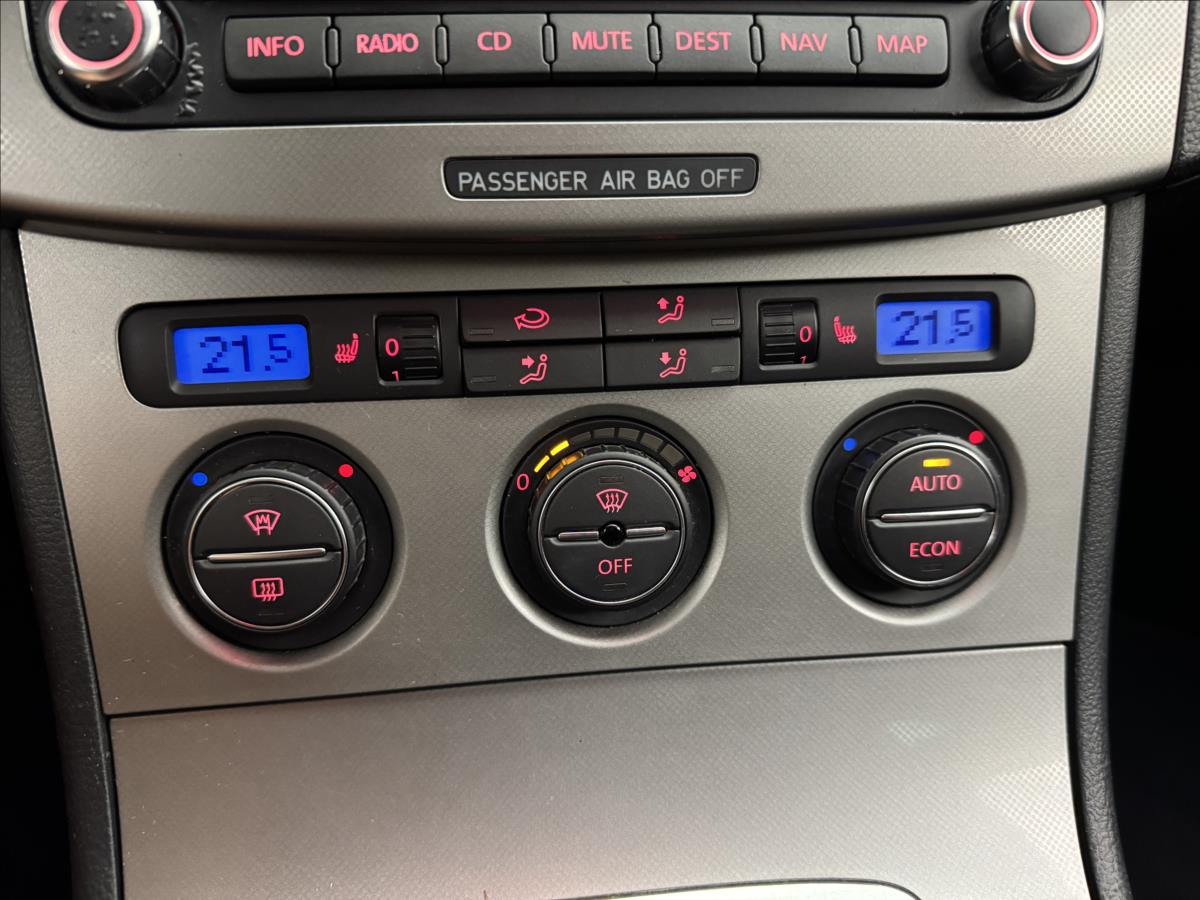 INFO RADIO CD MUTE DEST NAV MAP
PASSENGER AIR BAG OFF
21.5 0 1 0 1 21.5
0
OFF
AUTO
ECON